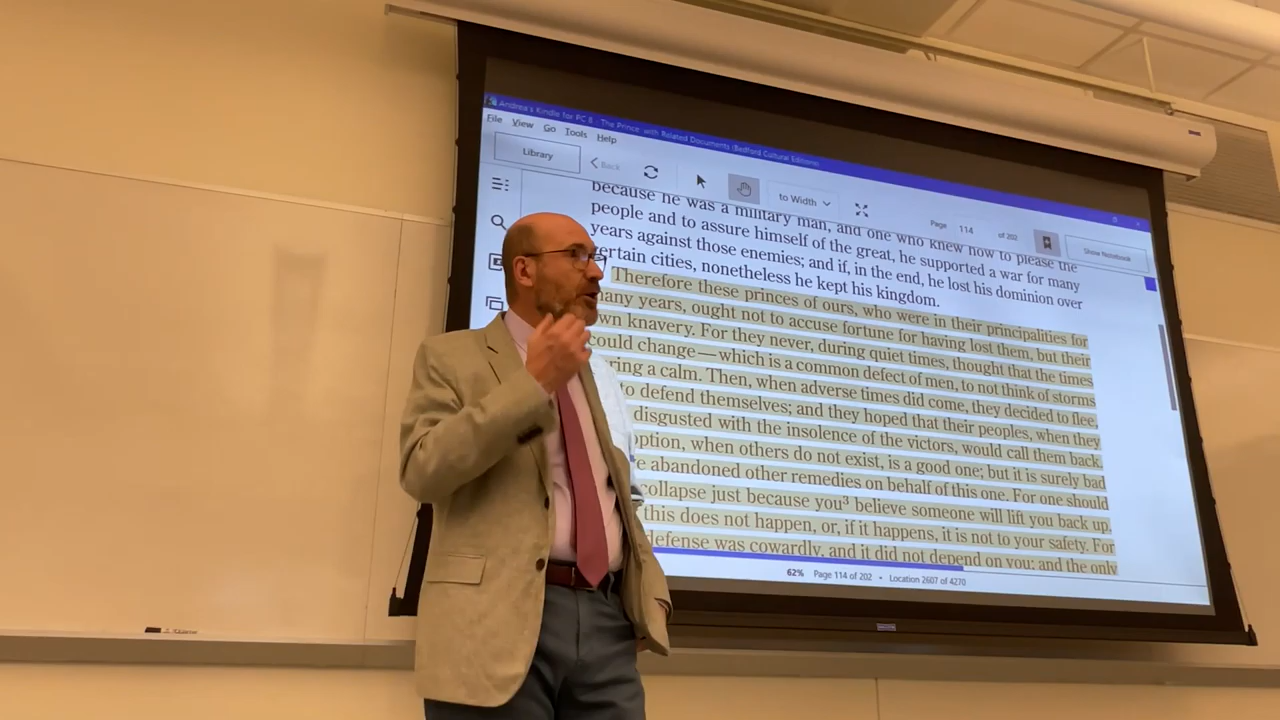 Andrea's Kindle for PC 8 - The Prince with Related Documents (Bedford Cultural Editions)
File View Go Tools Help
Library
Back
to Width
Page 114 of 202
Show Notebook
because he was a military man, and one who knew how to please the
people and to assure himself of the great, he supported a war for many
years against those enemies; and if, in the end, he lost his dominion over
certain cities, nonetheless he kept his kingdom.
Therefore these princes of ours, who were in their principalities for
many years, ought not to accuse fortune for having lost them, but their
own knavery. For they never, during quiet times, thought that the times
could change—which is a common defect of men, to not think of storms
ring a calm. Then, when adverse times did come, they decided to flee,
to defend themselves; and they hoped that their peoples, when they
disgusted with the insolence of the victors, would call them back.
option, when others do not exist, is a good one; but it is surely bad
e abandoned other remedies on behalf of this one. For one should
collapse just because you³ believe someone will lift you back up.
this does not happen, or, if it happens, it is not to your safety. For
defense was cowardly, and it did not depend on you; and the only
62% Page 114 of 202 • Location 2607 of 4270